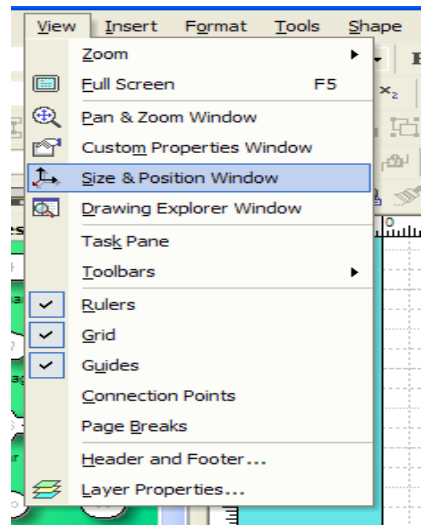 View Insert Format Tools Shape
Zoom
Full Screen F5
Pan & Zoom Window
Custom Properties Window
Size & Position Window
Drawing Explorer Window
Task Pane
Toolbars
Rulers
Grid
Guides
Connection Points
Page Breaks
Header and Footer...
Layer Properties...
0